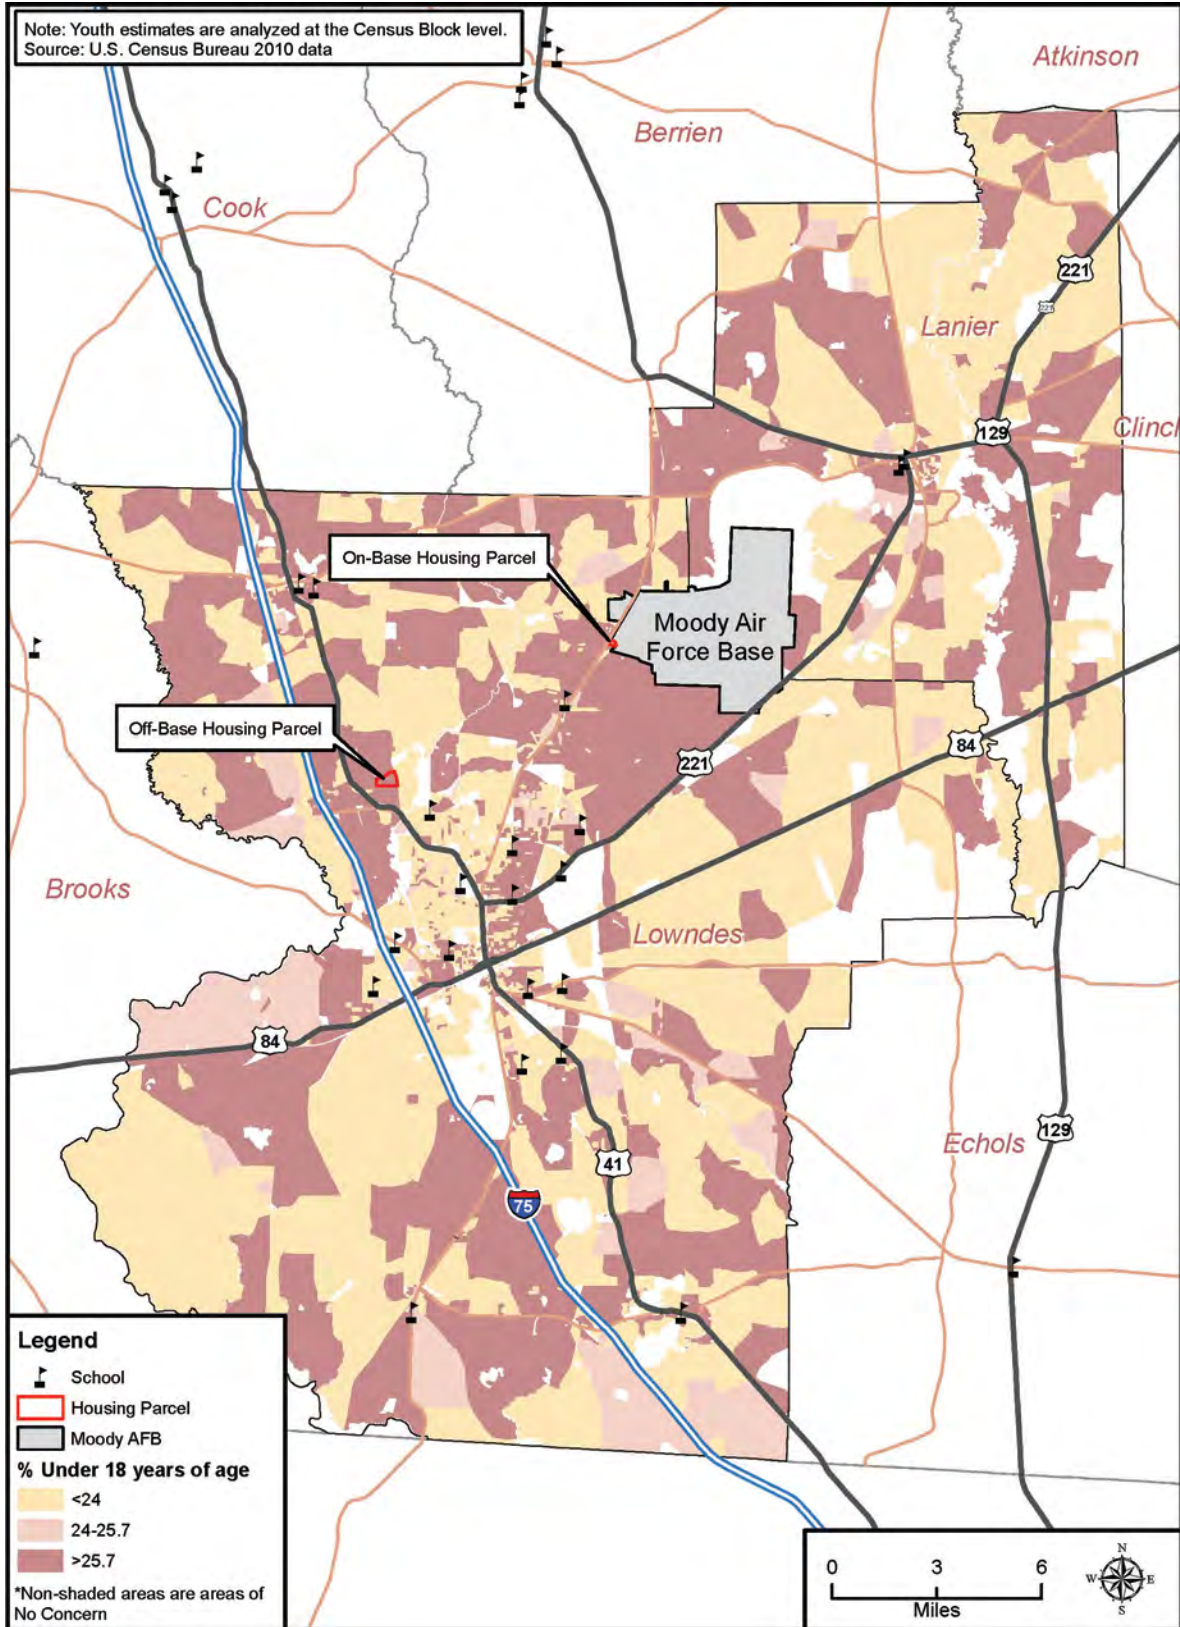 Note: Youth estimates are analyzed at the Census Block level.
Source: U.S. Census Bureau 2010 data
Atkinson
Berrien
Cook
221
221
Lanier
129
Clinch
On-Base Housing Parcel
Moody Air
Force Base
Off-Base Housing Parcel
84
221
Brooks
Lowndes
84
Echols
129
41
75
Legend
School
Housing Parcel
Moody AFB
% Under 18 years of age
<24
24-25.7
>25.7
*Non-shaded areas are areas of
No Concern
0 3 6
Miles
N
W E
S